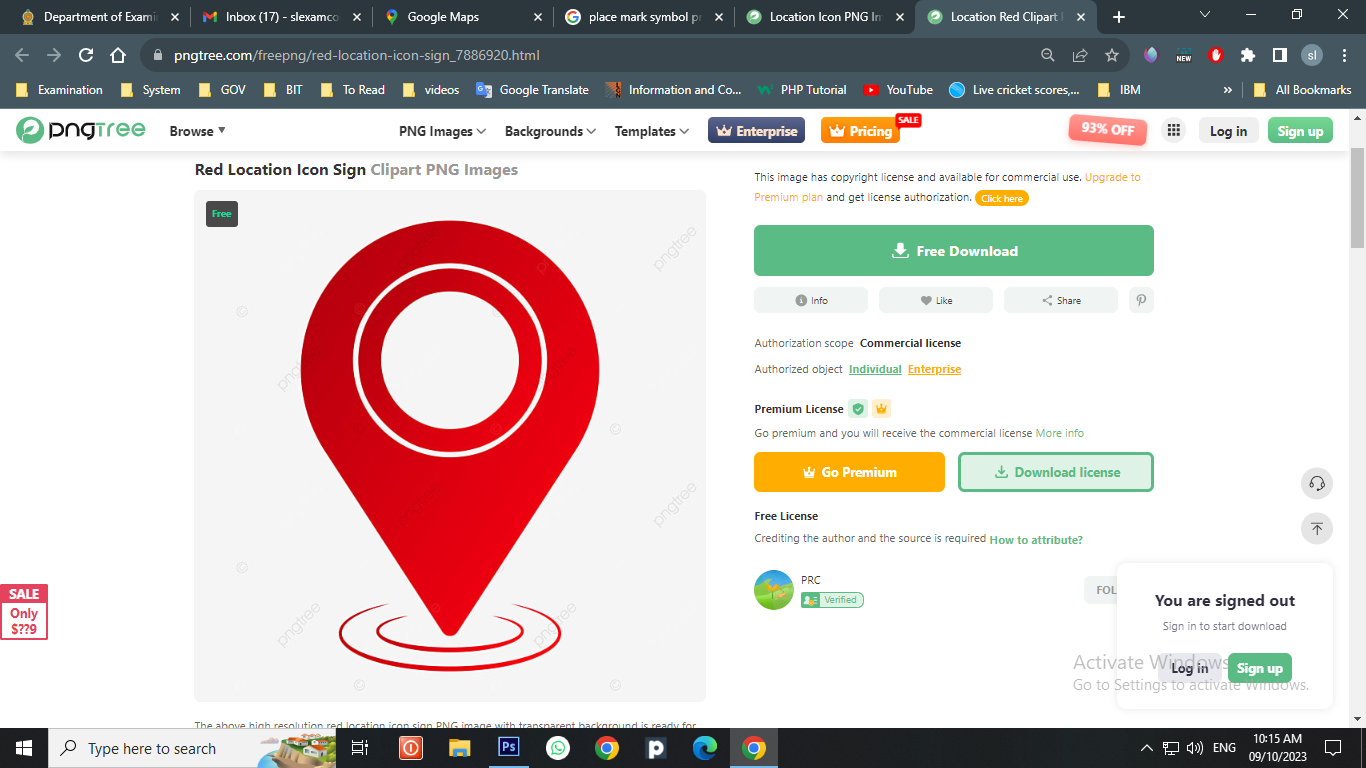 Department of Exami
Inbox (17) - slexamco
Google Maps
place mark symbol pr
Location Icon PNG Im
Location Red Clipart
pngtree.com/freepng/red-location-icon-sign_7886920.html
NEW
sl
Examination
System
GOV
BIT
To Read
videos
Google Translate
Information and Co...
PHP Tutorial
YouTube
Live cricket scores,...
IBM
»
All Bookmarks
pngtree
Browse
PNG Images
Backgrounds
Templates
Enterprise
Pricing
SALE
93% OFF
Log in
Sign up
Red Location Icon Sign Clipart PNG Images
Free
pngtree
pngtree
pngtree
pngtree
pngtree
This image has copyright license and available for commercial use. Upgrade to
Premium plan and get license authorization. Click here
Free Download
Info
Like
Share
Authorization scope Commercial license
Authorized object Individual Enterprise
Premium License
Go premium and you will receive the commercial license More info
Go Premium
Download license
Free License
Crediting the author and the source is required How to attribute?
PRC
Verified
FOL
SALE
Only
$??9
You are signed out
Sign in to start download
Log in
Sign up
Activate Windows
Go to Settings to activate Windows.
The above high resolution red location icon sign PNG image with transparent background is ready for
Type here to search
Ps
ENG
10:15 AM
09/10/2023